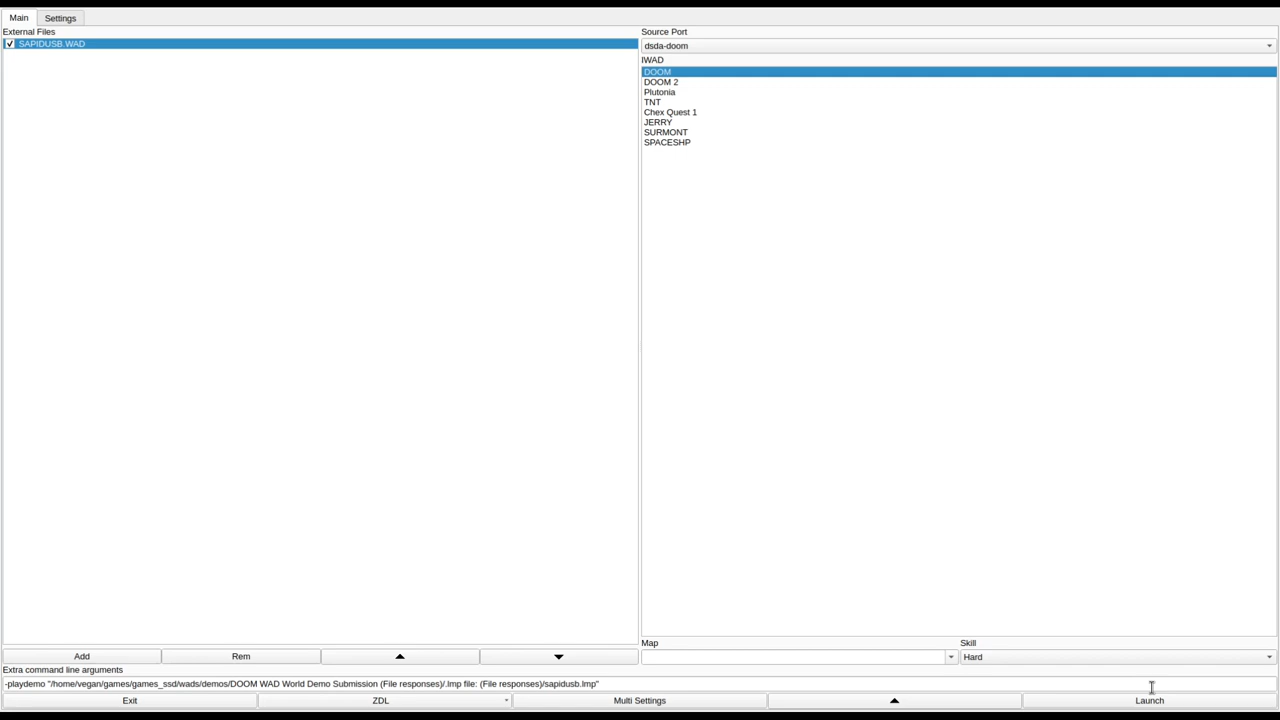 Main
Settings
External Files
SAPIDUSB.WAD
Source Port
dsda-doom
IWAD
DOOM
DOOM 2
Plutonia
TNT
Chex Quest 1
JERRY
SURMONT
SPACESHP
Map
Skill
Hard
Add
Rem
Extra command line arguments
-playdemo "/home/vegan/games/games_ssd/wads/demos/DOOM WAD World Demo Submission (File responses)/.lmp file: (File responses)/sapidusb.lmp"
Exit
ZDL
Multi Settings
Launch